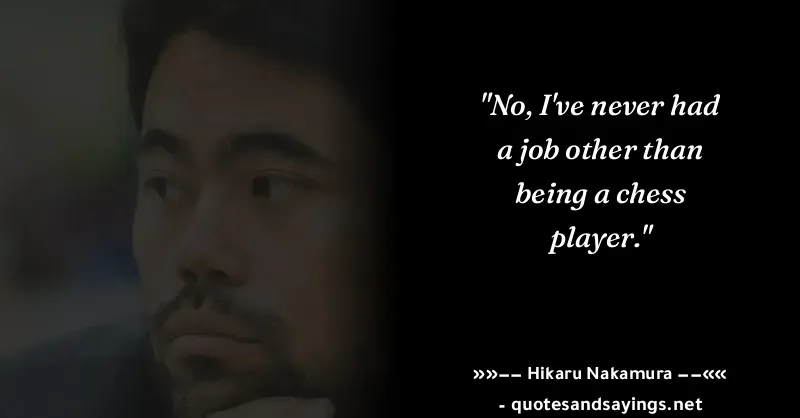 "No, I've never had
a job other than
being a chess
player."
»»–– Hikaru Nakamura ––««
- quotesandsayings.net